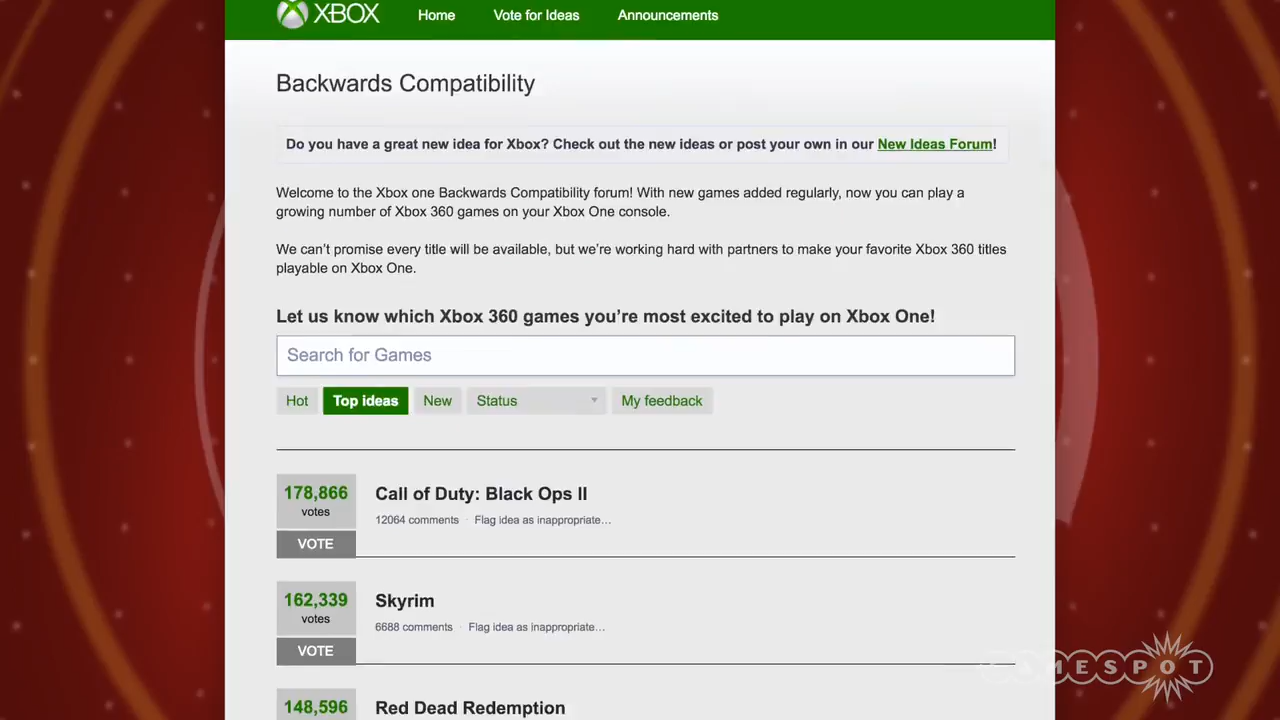 XBOX
Home
Vote for Ideas
Announcements
Backwards Compatibility
Do you have a great new idea for Xbox? Check out the new ideas or post your own in our New Ideas Forum!
Welcome to the Xbox one Backwards Compatibility forum! With new games added regularly, now you can play a
growing number of Xbox 360 games on your Xbox One console.
We can’t promise every title will be available, but we’re working hard with partners to make your favorite Xbox 360 titles
playable on Xbox One.
Let us know which Xbox 360 games you’re most excited to play on Xbox One!
Search for Games
Hot
Top ideas
New
Status
My feedback
178,866
votes
VOTE
Call of Duty: Black Ops II
12064 comments · Flag idea as inappropriate…
162,339
votes
VOTE
Skyrim
6688 comments · Flag idea as inappropriate…
148,596
Red Dead Redemption
GAMESPOT